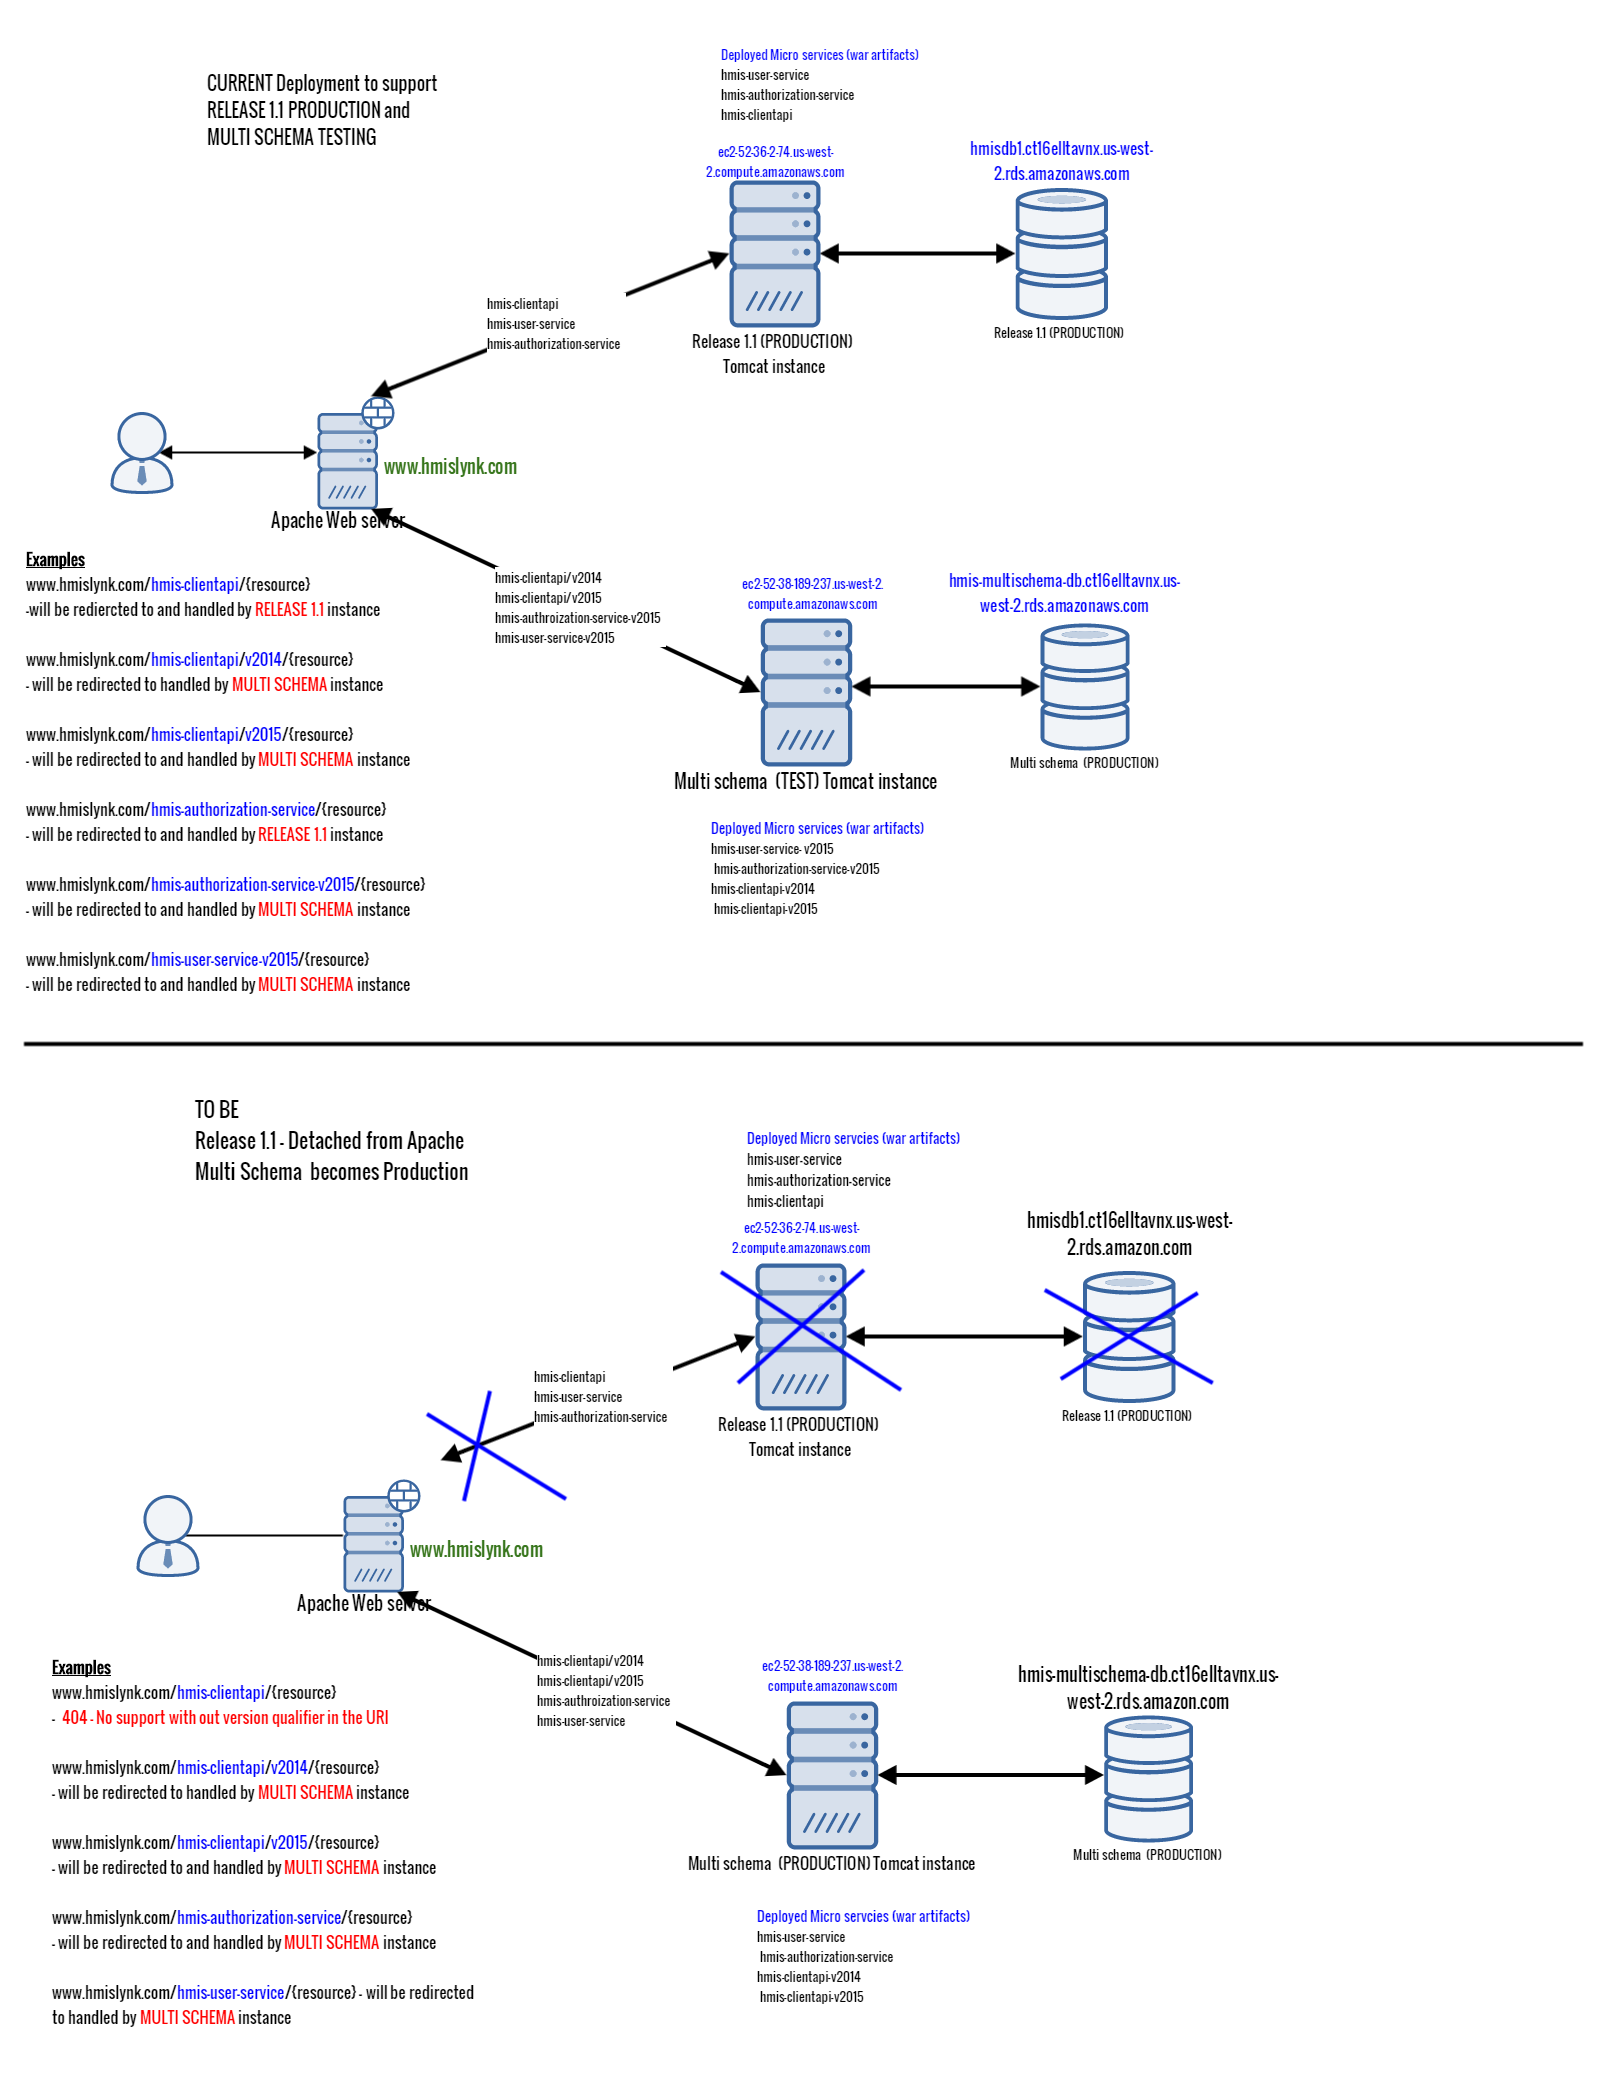 CURRENT Deployment to support
RELEASE 1.1 PRODUCTION and
MULTI SCHEMA TESTING
Deployed Micro services (war artifacts)
hmis-user-service
hmis-authorization-service
hmis-clientapi
ec2-52-36-2-74.us-west-
2.compute.amazonaws.com
hmisdb1.ct16elltavnx.us-west-
2.rds.amazonaws.com
hmis-clientapi
hmis-user-service
hmis-authorization-service
Release 1.1 (PRODUCTION)
Tomcat instance
Release 1.1 (PRODUCTION)
www.hmislynk.com
Apache Web server
Examples
www.hmislynk.com/hmis-clientapi/{resource}
-will be rediercted to and handled by RELEASE 1.1 instance
www.hmislynk.com/hmis-clientapi/v2014/{resource}
- will be redirected to handled by MULTI SCHEMA instance
www.hmislynk.com/hmis-clientapi/v2015/{resource}
- will be redirected to and handled by MULTI SCHEMA instance
www.hmislynk.com/hmis-authorization-service/{resource}
- will be redirected to and handled by RELEASE 1.1 instance
www.hmislynk.com/hmis-authorization-service-v2015/{resource}
- will be redirected to and handled by MULTI SCHEMA instance
www.hmislynk.com/hmis-user-service-v2015/{resource}
- will be redirected to and handled by MULTI SCHEMA instance
hmis-clientapi/v2014
hmis-clientapi/v2015
hmis-authroization-service-v2015
hmis-user-service-v2015
ec2-52-38-189-237.us-west-2.
compute.amazonaws.com
hmis-multischema-db.ct16elltavnx.us-
west-2.rds.amazonaws.com
Multi schema (TEST) Tomcat instance
Multi schema (PRODUCTION)
Deployed Micro services (war artifacts)
hmis-user-service- v2015
hmis-authorization-service-v2015
hmis-clientapi-v2014
hmis-clientapi-v2015
TO BE
Release 1.1 - Detached from Apache
Multi Schema becomes Production
Deployed Micro servcies (war artifacts)
hmis-user-service
hmis-authorization-service
hmis-clientapi
ec2-52-36-2-74.us-west-
2.compute.amazonaws.com
hmisdb1.ct16elltavnx.us-west-
2.rds.amazon.com
hmis-clientapi
hmis-user-service
hmis-authorization-service
Release 1.1 (PRODUCTION)
Tomcat instance
Release 1.1 (PRODUCTION)
www.hmislynk.com
Apache Web server
Examples
www.hmislynk.com/hmis-clientapi/{resource}
- 404 - No support with out version qualifier in the URI
www.hmislynk.com/hmis-clientapi/v2014/{resource}
- will be redirected to handled by MULTI SCHEMA instance
www.hmislynk.com/hmis-clientapi/v2015/{resource}
- will be redirected to and handled by MULTI SCHEMA instance
www.hmislynk.com/hmis-authorization-service/{resource}
- will be redirected to and handled by MULTI SCHEMA instance
www.hmislynk.com/hmis-user-service/{resource} - will be redirected
to handled by MULTI SCHEMA instance
hmis-clientapi/v2014
hmis-clientapi/v2015
hmis-authroization-service
hmis-user-service
ec2-52-38-189-237.us-west-2.
compute.amazonaws.com
hmis-multischema-db.ct16elltavnx.us-
west-2.rds.amazon.com
Multi schema (PRODUCTION) Tomcat instance
Multi schema (PRODUCTION)
Deployed Micro servcies (war artifacts)
hmis-user-service
hmis-authorization-service
hmis-clientapi-v2014
hmis-clientapi-v2015